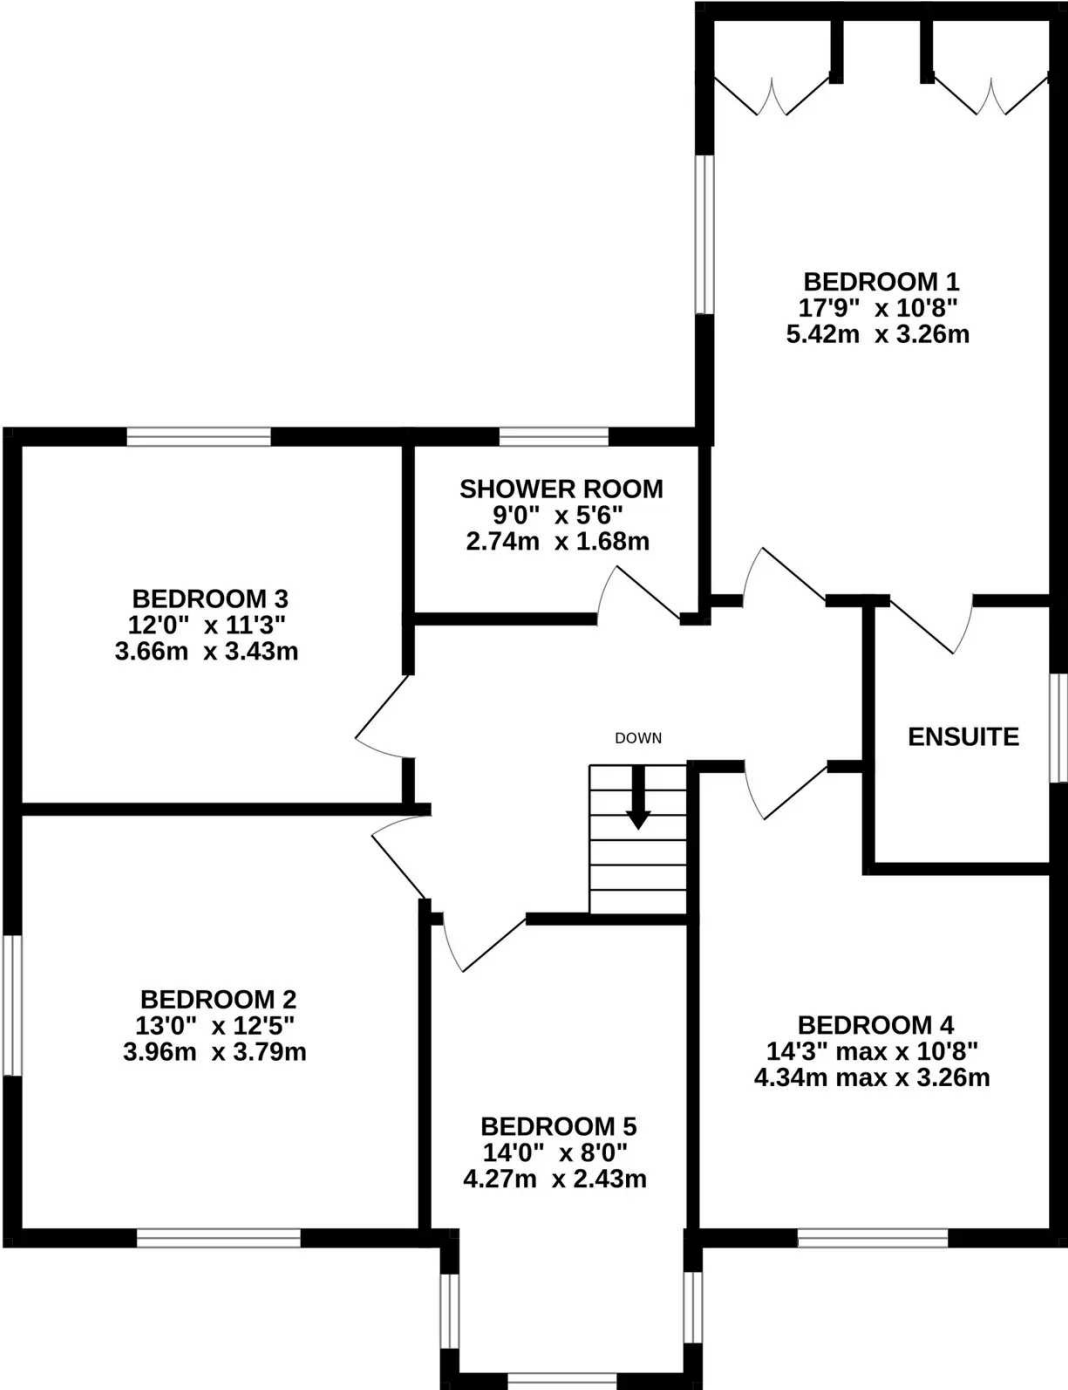 BEDROOM 1
17'9" x 10'8"
5.42m x 3.26m
SHOWER ROOM
9'0" x 5'6"
2.74m x 1.68m
BEDROOM 3
12'0" x 11'3"
3.66m x 3.43m
DOWN
ENSUITE
BEDROOM 2
13'0" x 12'5"
3.96m x 3.79m
BEDROOM 4
14'3" max x 10'8"
4.34m max x 3.26m
BEDROOM 5
14'0" x 8'0"
4.27m x 2.43m